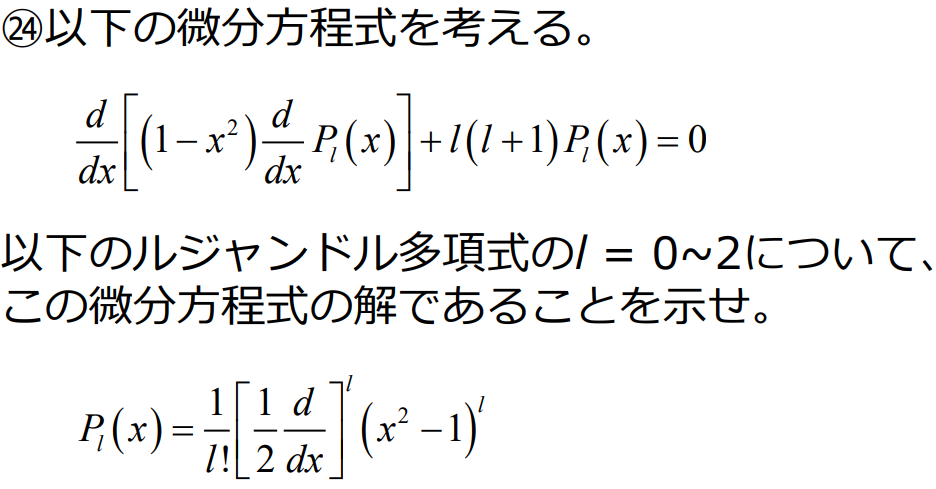 ㉔以下の微分方程式を考える。
d/dx[(1−x²)d/dx P_l(x)]+l(l+1)P_l(x)=0
以下のルジャンドル多項式のl = 0~2について、
この微分方程式の解であることを示せ。
P_l(x)=1/l![1/2 d/dx]^l(x²−1)^l